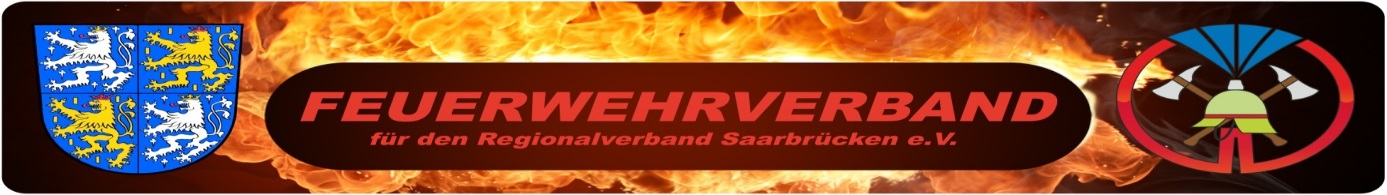 FEUERWEHRVERBAND
für den Regionalverband Saarbrücken e.V.